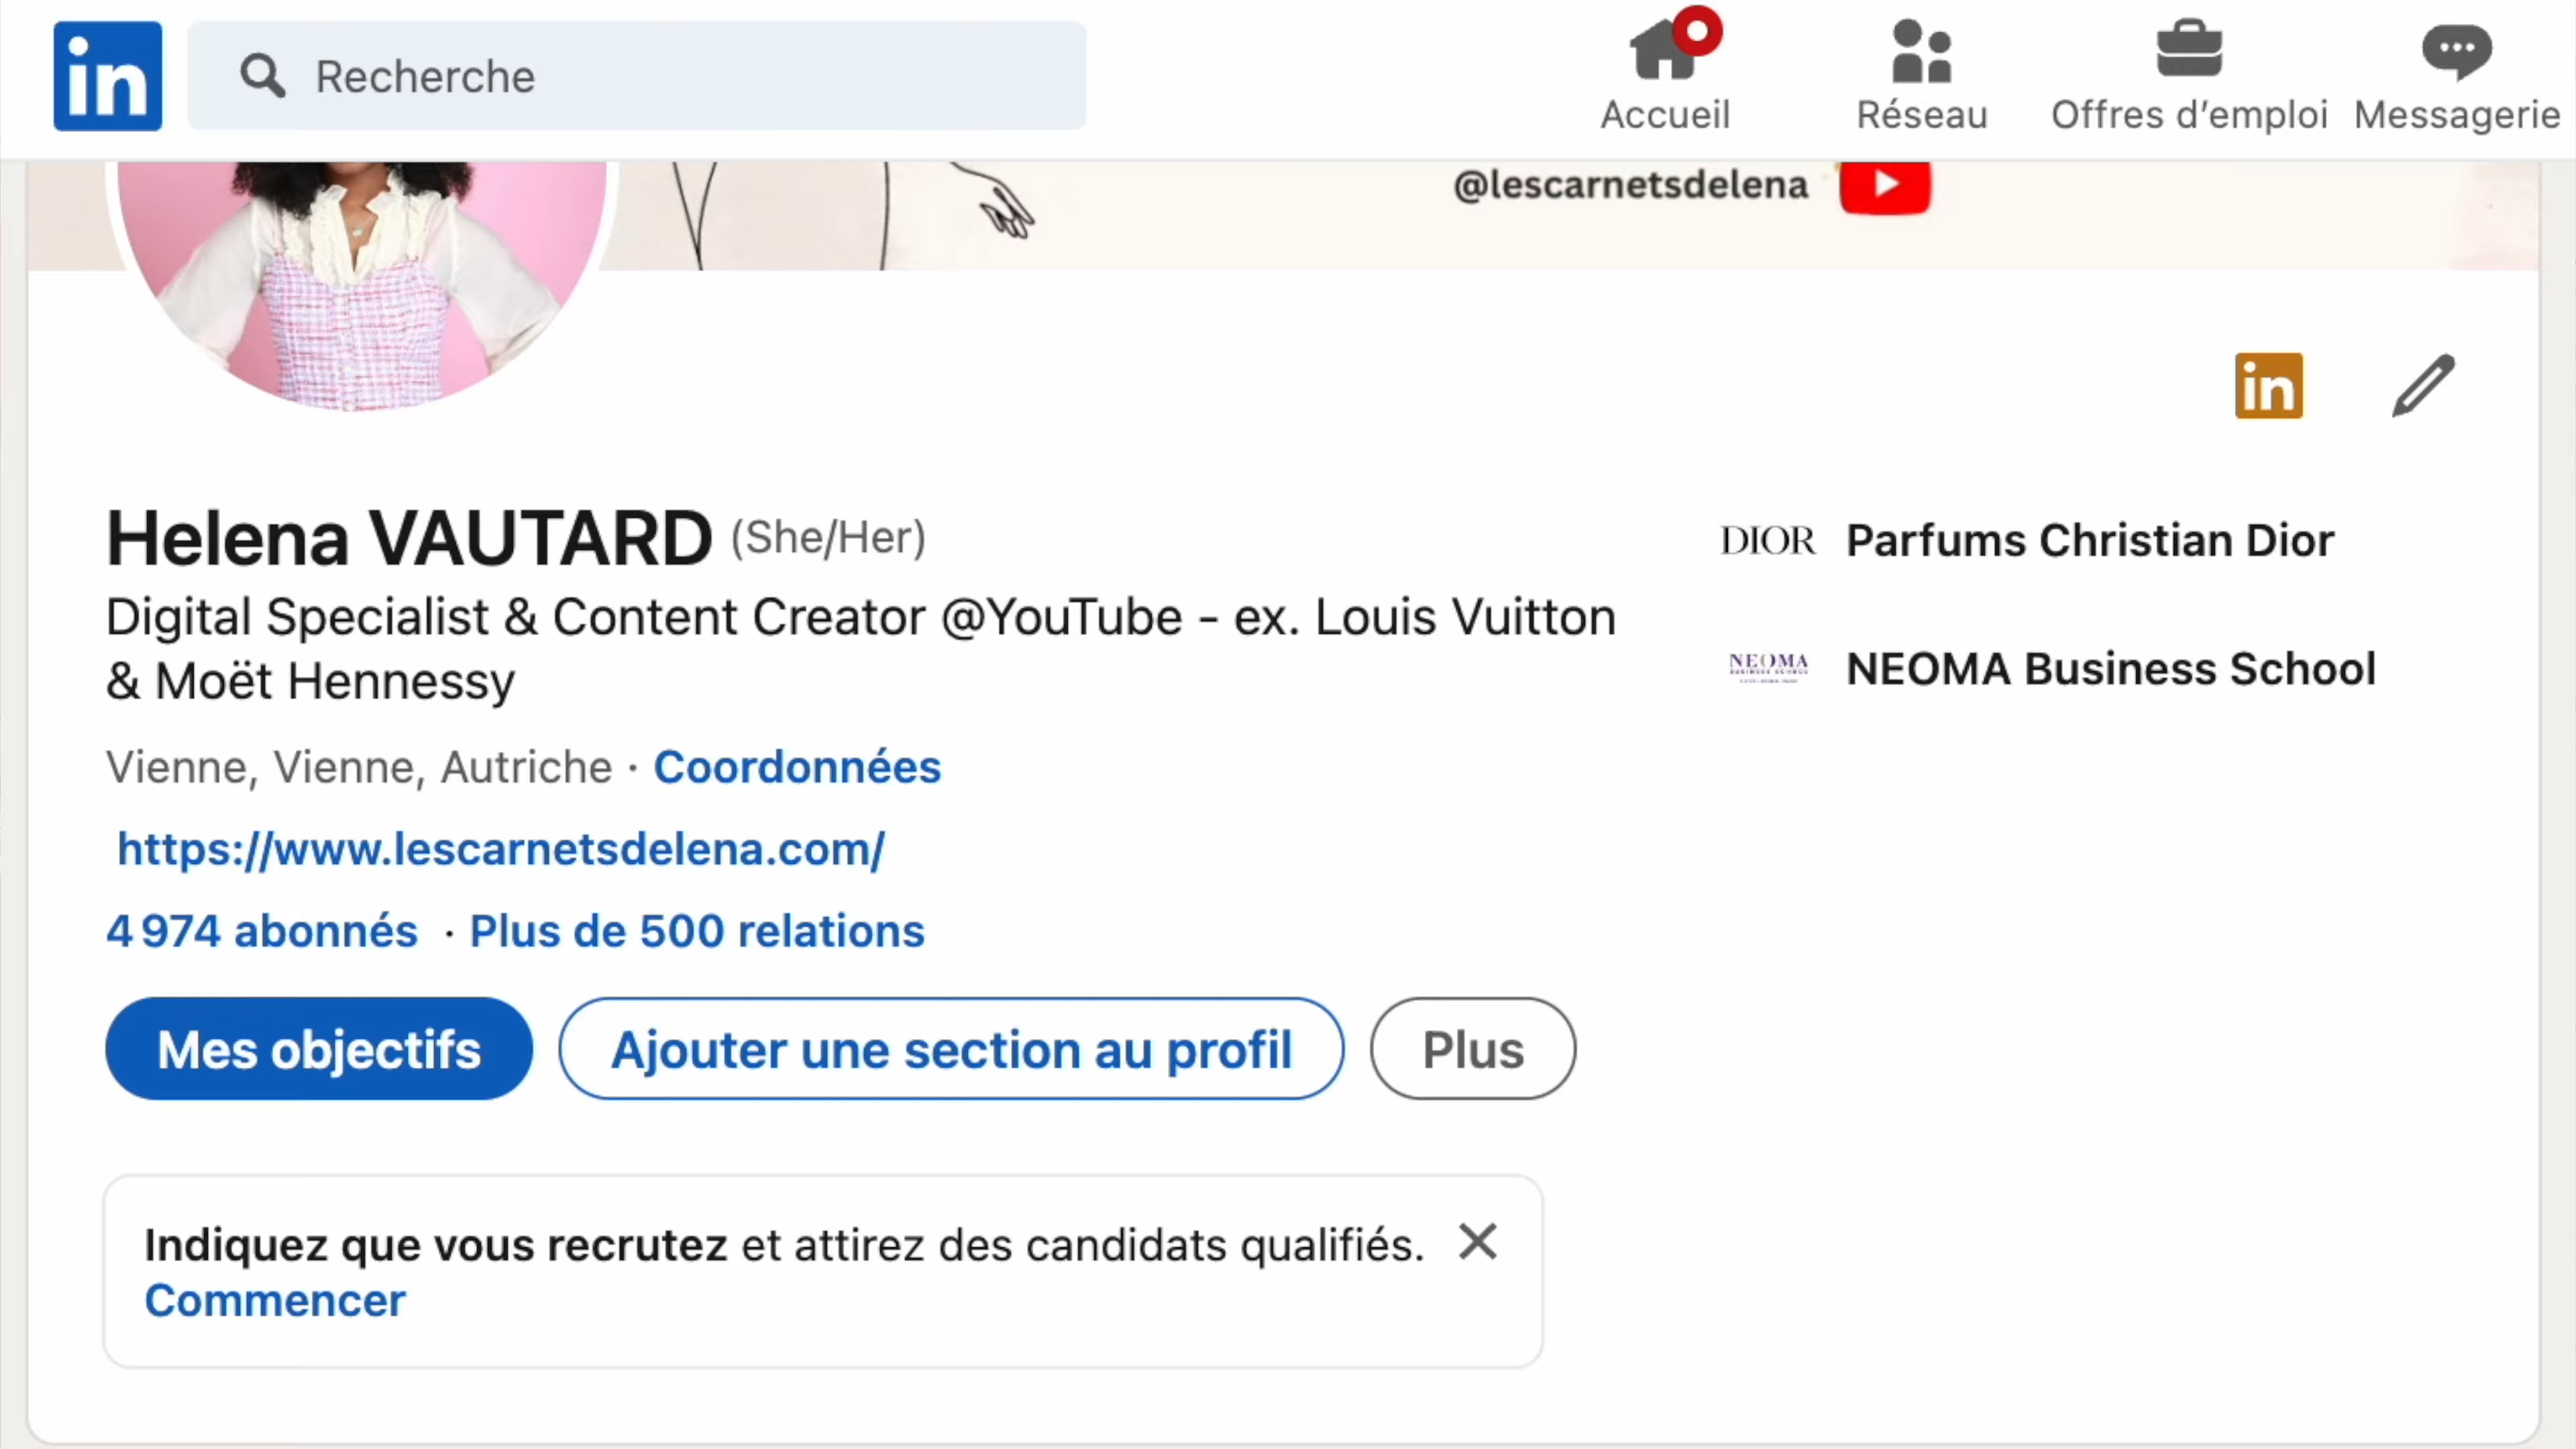 in
Recherche
Accueil
Réseau
Offres d’emploi
Messagerie
@lescarnetsdelena
in
Helena VAUTARD (She/Her)
Digital Specialist & Content Creator @YouTube - ex. Louis Vuitton
& Moët Hennessy
Vienne, Vienne, Autriche · Coordonnées
https://www.lescarnetsdelena.com/
4 974 abonnés · Plus de 500 relations
Mes objectifs
Ajouter une section au profil
Plus
DIOR Parfums Christian Dior
NEOMA NEOMA Business School
Indiquez que vous recrutez et attirez des candidats qualifiés.
Commencer